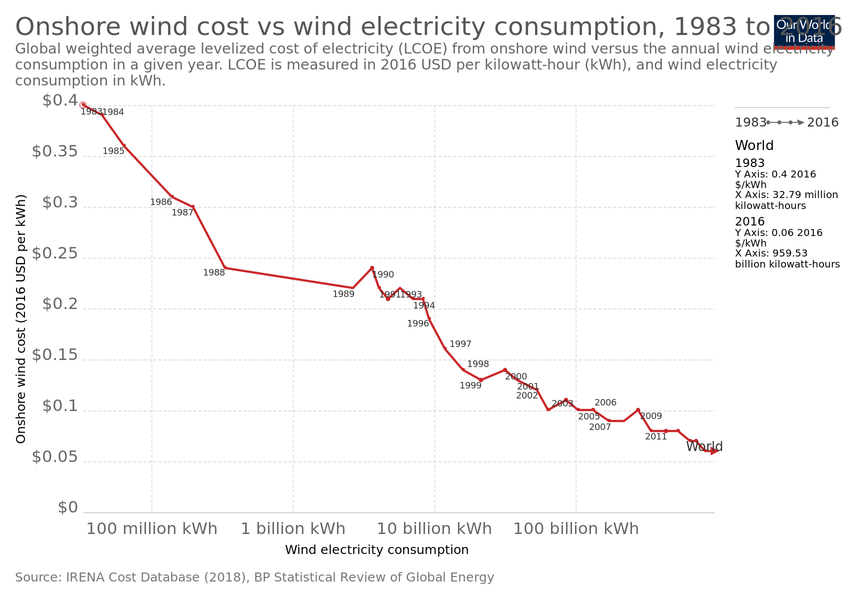 Onshore wind cost vs wind electricity consumption, 1983 to 2016
Our World
in Data
Global weighted average levelized cost of electricity (LCOE) from onshore wind versus the annual wind electricity
consumption in a given year. LCOE is measured in 2016 USD per kilowatt-hour (kWh), and wind electricity
consumption in kWh.
$0.4
$0.35
$0.3
$0.25
$0.2
$0.15
$0.1
$0.05
$0
Onshore wind cost (2016 USD per kWh)
1983
1984
1985
1986
1987
1988
1989
1990
1991
1993
1994
1996
1997
1998
1999
2000
2001
2002
2003
2005
2006
2007
2009
2011
World
100 million kWh
1 billion kWh
10 billion kWh
100 billion kWh
Wind electricity consumption
1983
2016
World
1983
Y Axis: 0.4 2016
$/kWh
X Axis: 32.79 million
kilowatt-hours
2016
Y Axis: 0.06 2016
$/kWh
X Axis: 959.53
billion kilowatt-hours
Source: IRENA Cost Database (2018), BP Statistical Review of Global Energy